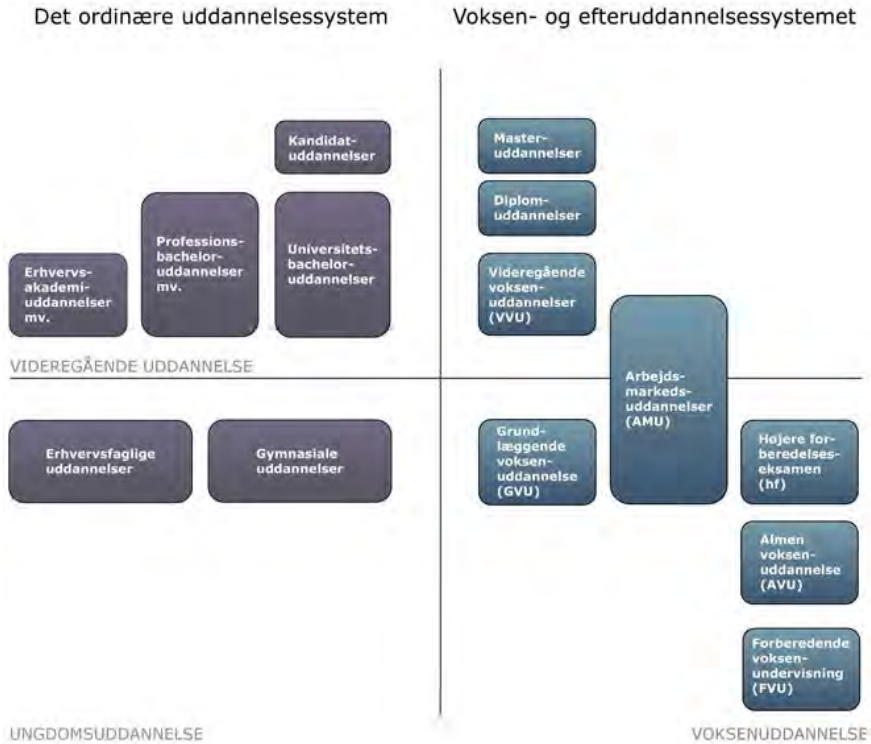 Det ordinære uddannelsessystem
Voksen- og efteruddannelsessystemet
Kandidat-
uddannelser
Professions-
bachelor-
uddannelser
mv.
Universitets-
bachelor-
uddannelser
Erhvervs-
akademi-
uddannelser
mv.
VIDEREGÅENDE UDDANNELSE
Erhvervsfaglige
uddannelser
Gymnasiale
uddannelser
UNGDOMSUDDANNELSE
Master-
uddannelser
Diplom-
uddannelser
Videregående
voksen-
uddannelser
(VVU)
Arbejds-
markeds-
uddannelser
(AMU)
Grund-
læggende
voksen-
uddannelse
(GVU)
Højere for-
beredelses-
eksamen
(hf)
Almen
voksen-
uddannelse
(AVU)
Forberedende
voksen-
undervisning
(FVU)
VOKSENUDDANNELSE